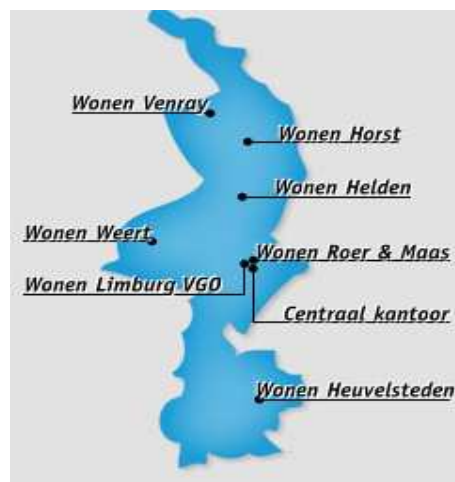 Wonen Venray
Wonen Horst
Wonen Helden
Wonen Weert
Wonen Roer & Maas
Wonen Limburg VGO
Centraal kantoor
Wonen Heuvelsteden